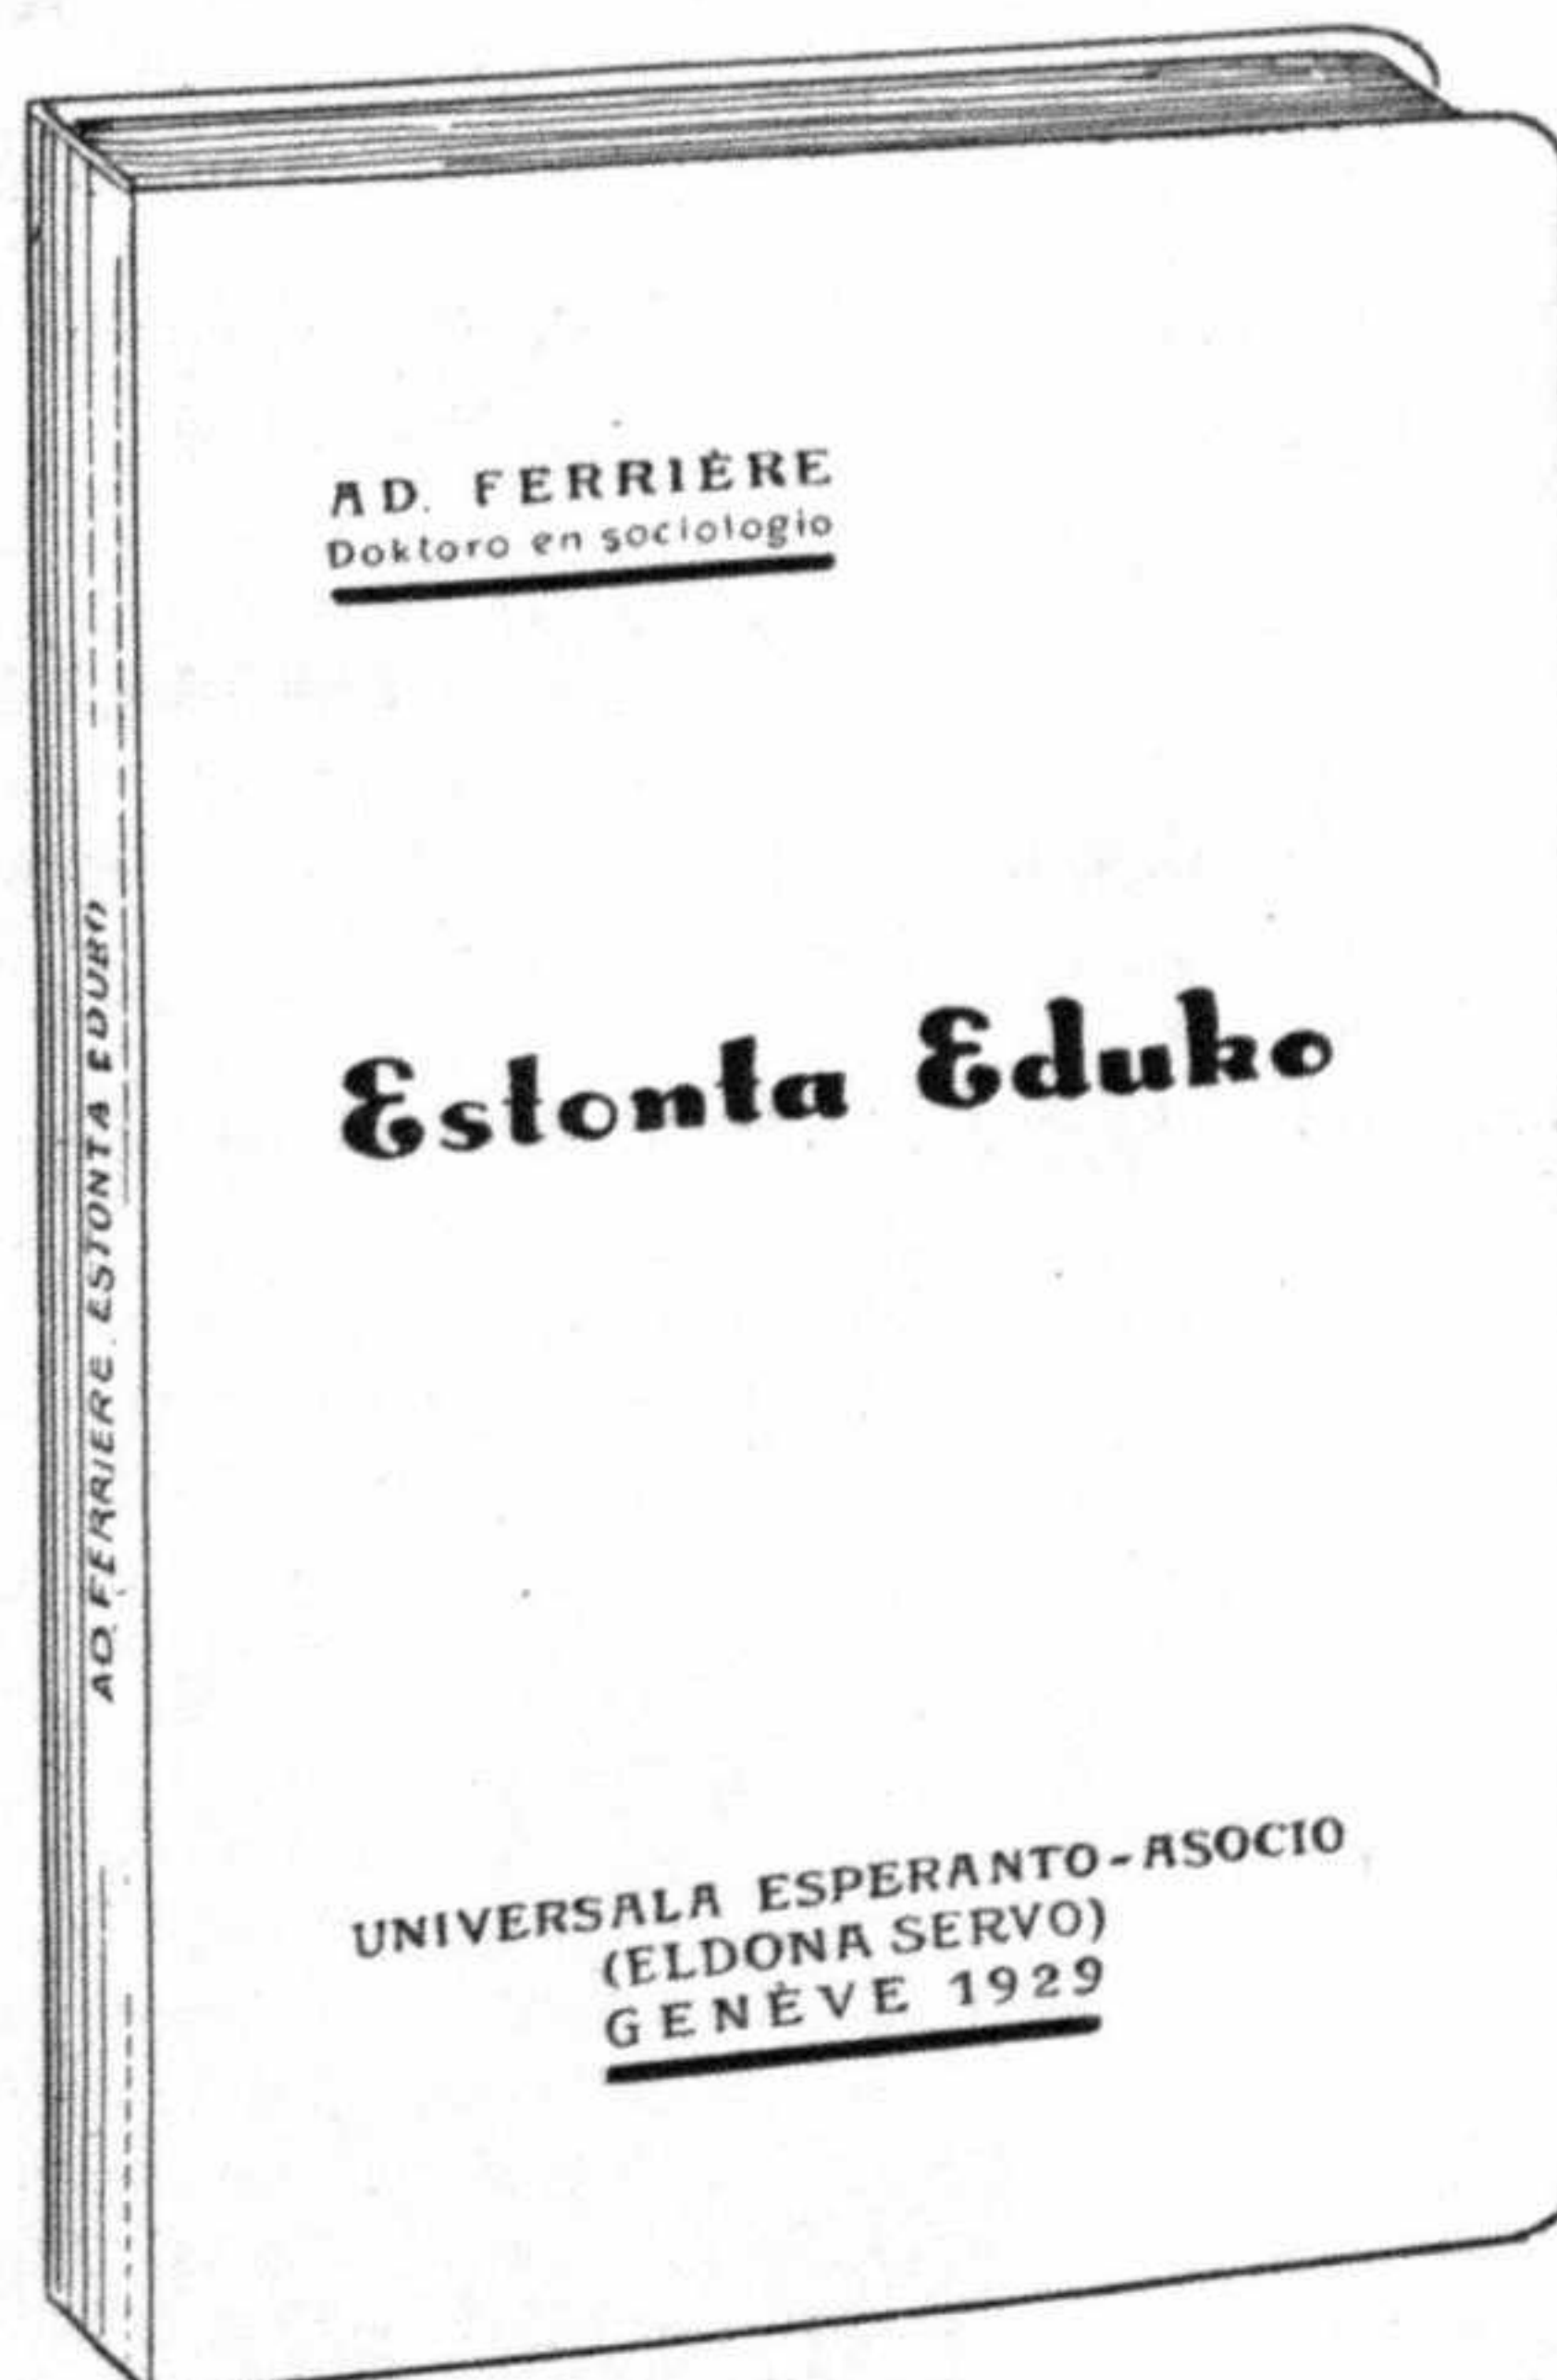 AD. FERRIÈRE
Doktoro en sociologio
Estonta Eduko
UNIVERSALA ESPERANTO-ASOCIO
(ELDONA SERVO)
GENÈVE 1929
AD. FERRIERE. ESTONTA EDUKO